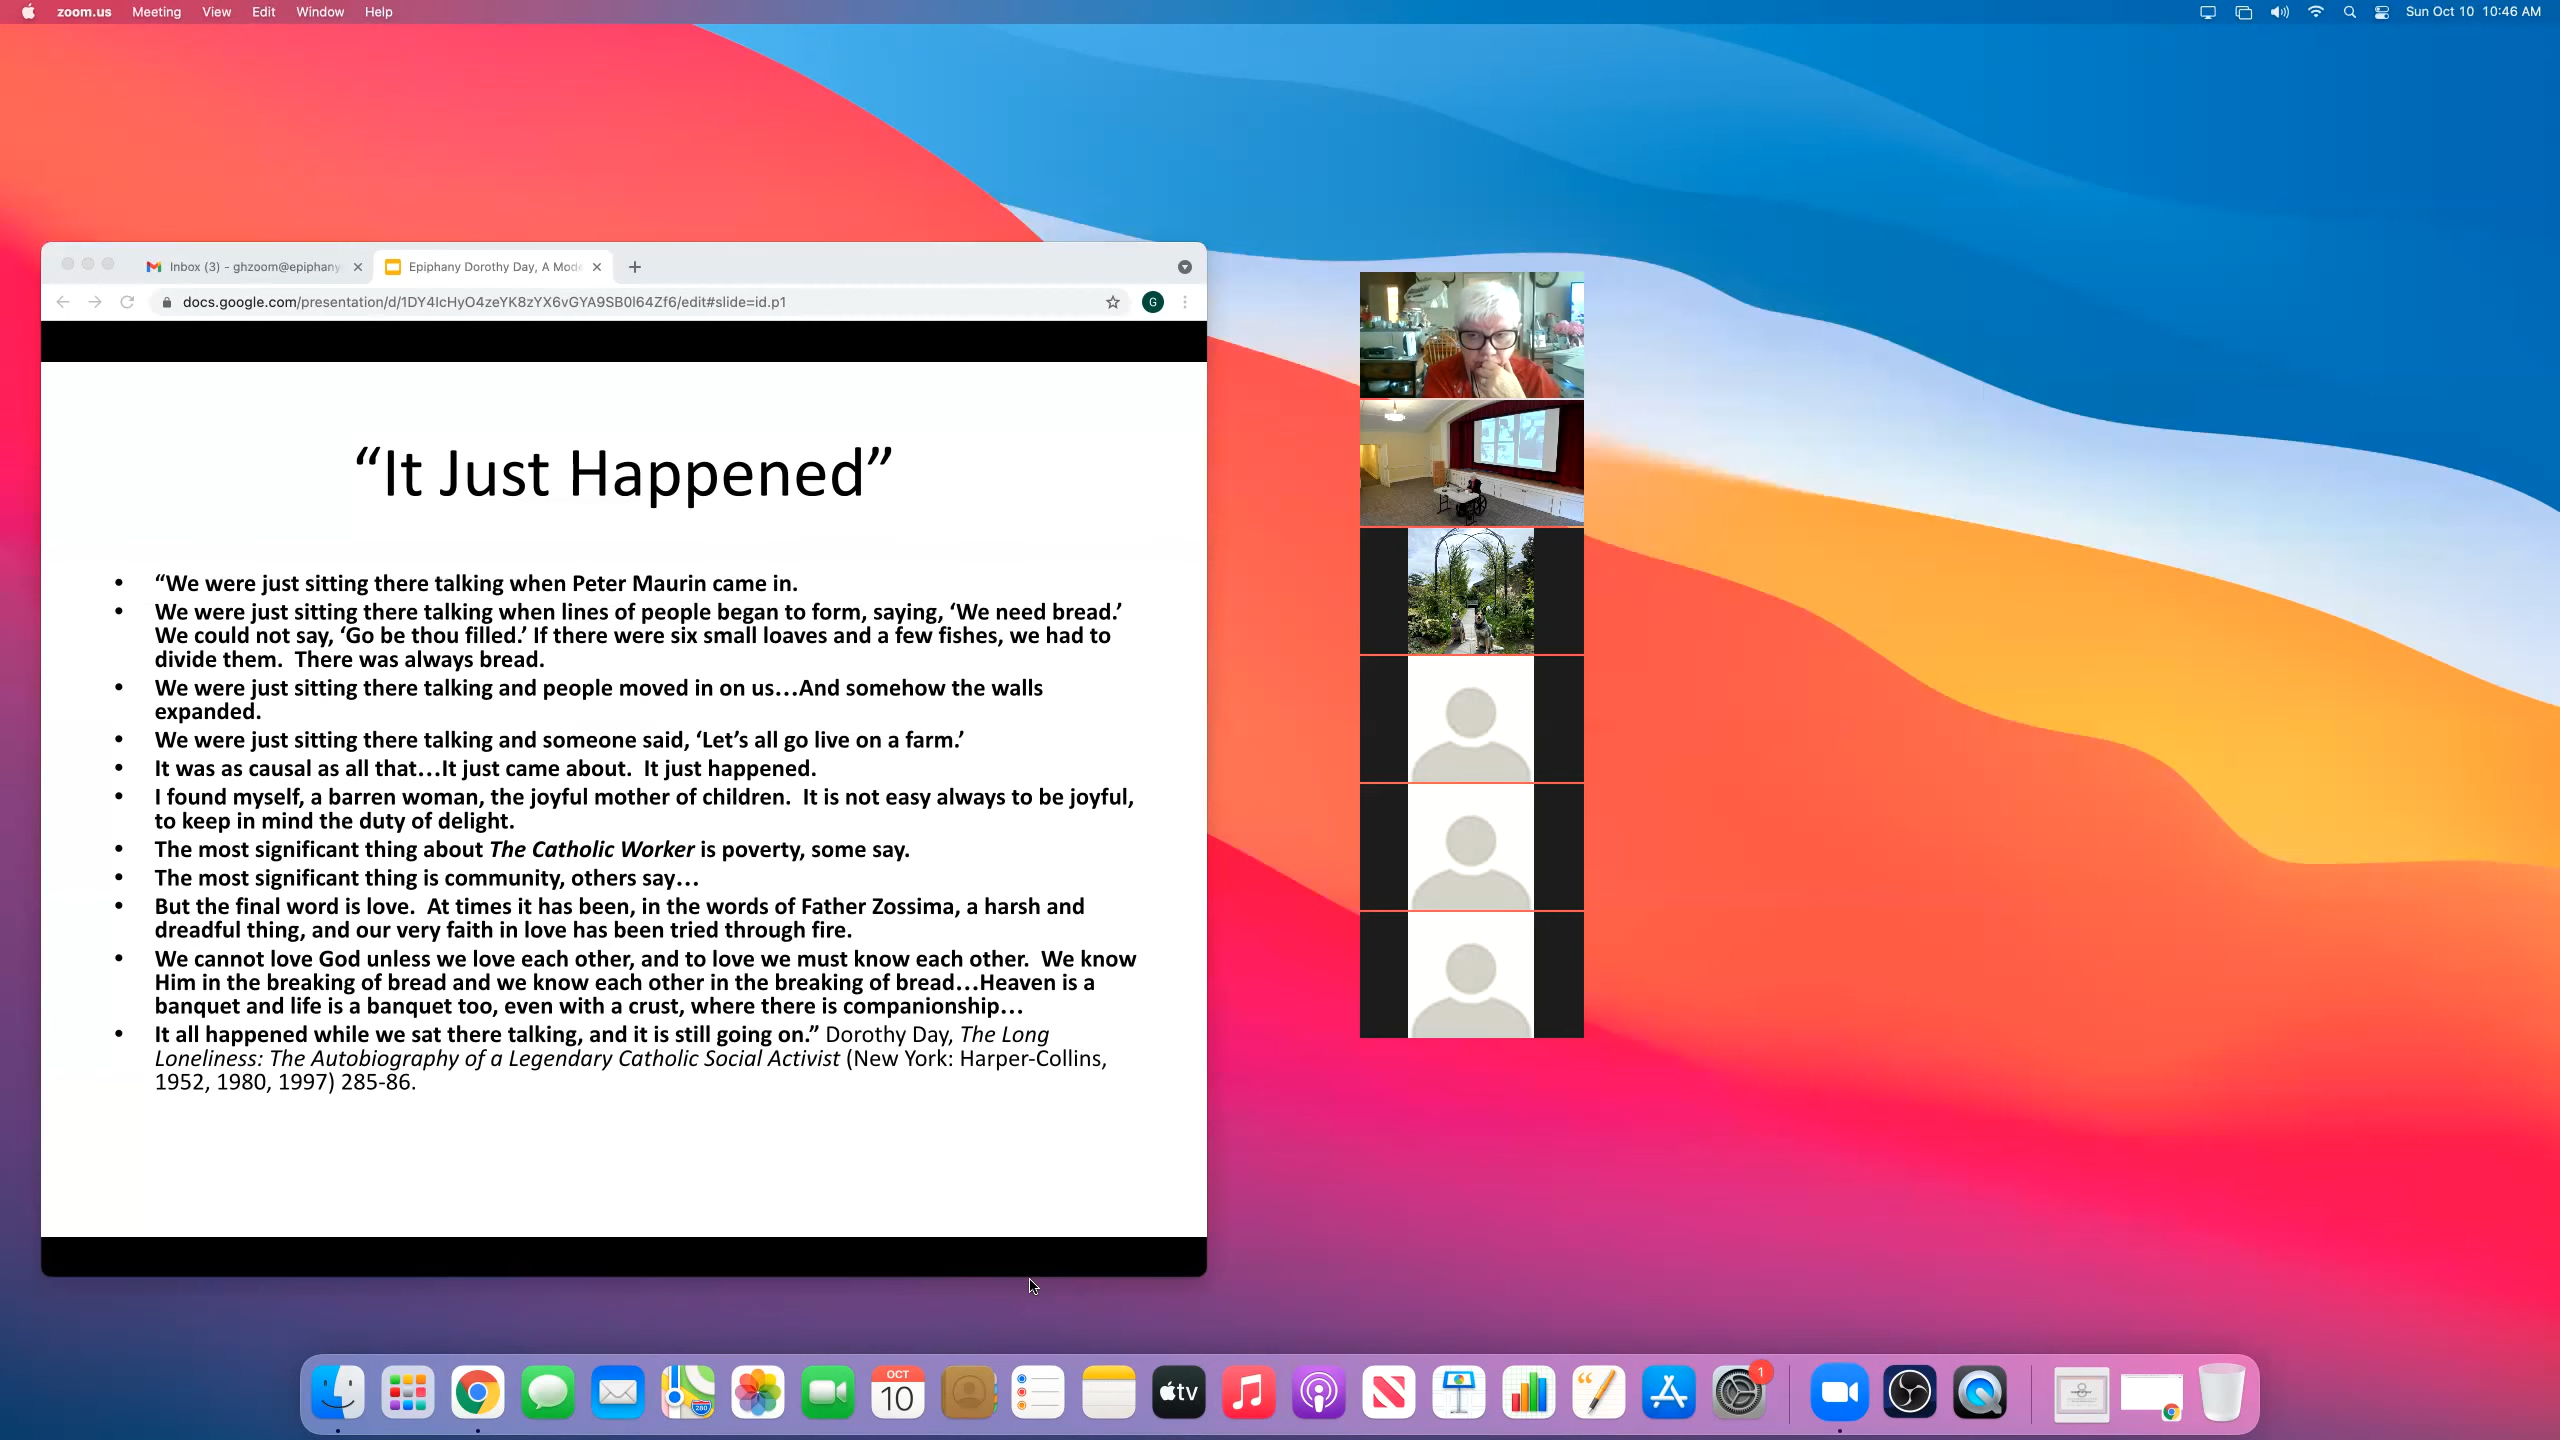 zoom.us Meeting View Edit Window Help
Sun Oct 10 10:46 AM
Inbox (3) - ghzoom@epiphany
Epiphany Dorothy Day, A Mode
docs.google.com/presentation/d/1DY4IcHyO4zeYK8zYX6vGYA9SB0l64Zf6/edit#slide=id.p1
G
“It Just Happened”
• “We were just sitting there talking when Peter Maurin came in.
• We were just sitting there talking when lines of people began to form, saying, ‘We need bread.’
We could not say, ‘Go be thou filled.’ If there were six small loaves and a few fishes, we had to
divide them.  There was always bread.
• We were just sitting there talking and people moved in on us…And somehow the walls
expanded.
• We were just sitting there talking and someone said, ‘Let’s all go live on a farm.’
• It was as causal as all that…It just came about.  It just happened.
• I found myself, a barren woman, the joyful mother of children.  It is not easy always to be joyful,
to keep in mind the duty of delight.
• The most significant thing about The Catholic Worker is poverty, some say.
• The most significant thing is community, others say…
• But the final word is love.  At times it has been, in the words of Father Zossima, a harsh and
dreadful thing, and our very faith in love has been tried through fire.
• We cannot love God unless we love each other, and to love we must know each other.  We know
Him in the breaking of bread and we know each other in the breaking of bread…Heaven is a
banquet and life is a banquet too, even with a crust, where there is companionship…
• It all happened while we sat there talking, and it is still going on.” Dorothy Day, The Long
Loneliness: The Autobiography of a Legendary Catholic Social Activist (New York: Harper-Collins,
1952, 1980, 1997) 285-86.
OCT
10
280
tv
1